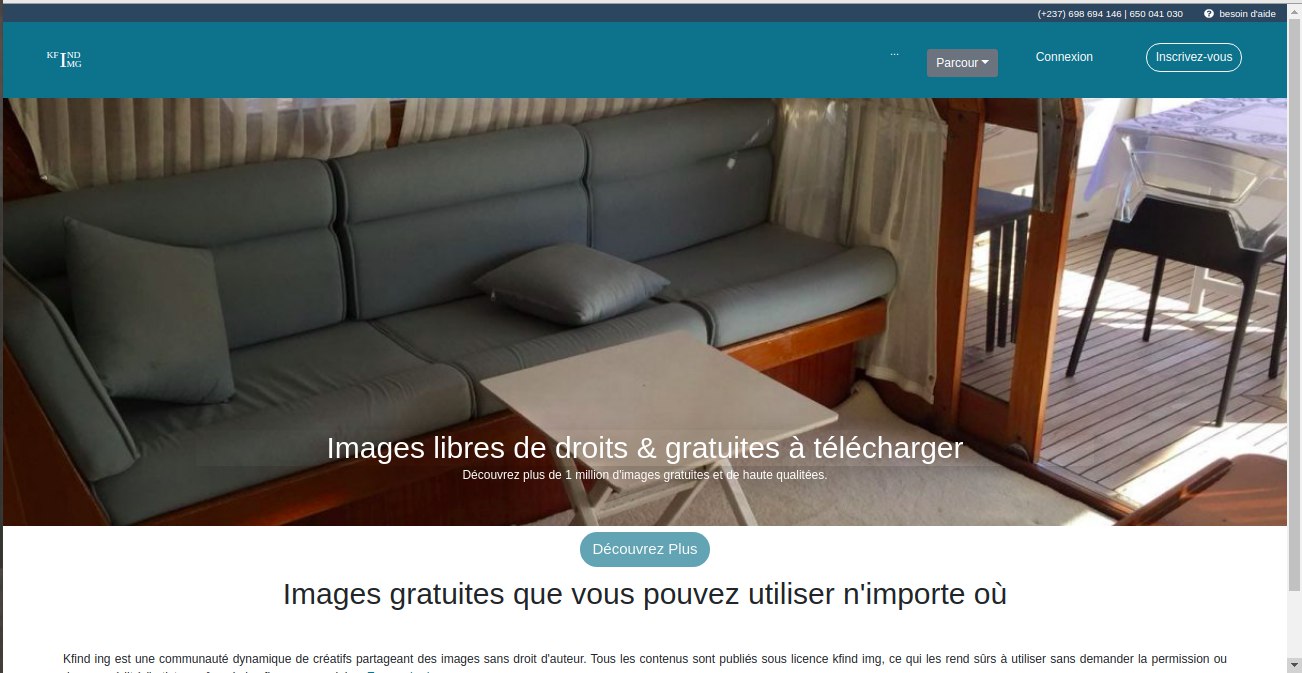 (+237) 698 694 146 | 650 041 030 besoin d'aide
KF IND IMG
... Parcour Connexion Inscrivez-vous
Images libres de droits & gratuites à télécharger
Découvrez plus de 1 million d'images gratuites et de haute qualitées.
Découvrez Plus
Images gratuites que vous pouvez utiliser n'importe où
Kfind ing est une communauté dynamique de créatifs partageant des images sans droit d'auteur. Tous les contenus sont publiés sous licence kfind img, ce qui les rend sûrs à utiliser sans demander la permission ou